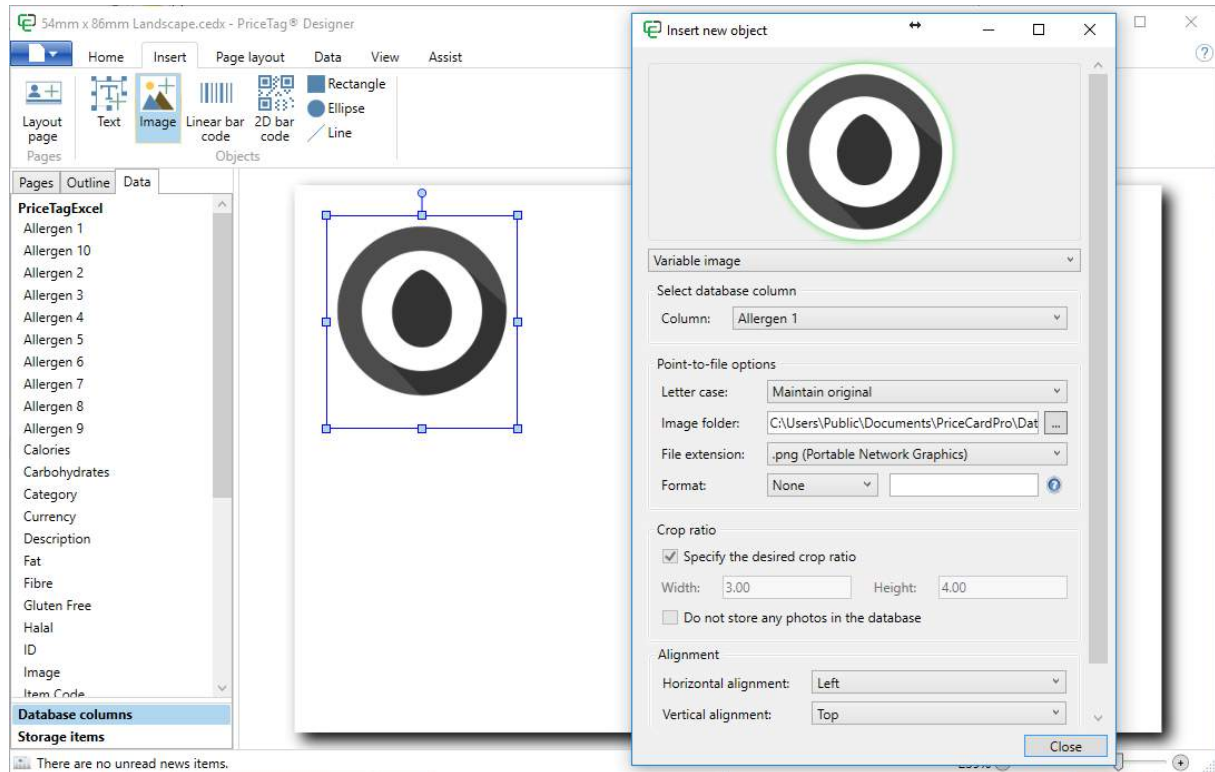 54mm x 86mm Landscape.cedx - PriceTag® Designer
Home Insert Page layout Data View Assist
Layout page
Text
Image
Linear bar code
2D bar code
Rectangle
Ellipse
Line
Pages
Objects
Pages Outline Data
PriceTagExcel
Allergen 1
Allergen 10
Allergen 2
Allergen 3
Allergen 4
Allergen 5
Allergen 6
Allergen 7
Allergen 8
Allergen 9
Calories
Carbohydrates
Category
Currency
Description
Fat
Fibre
Gluten Free
Halal
ID
Image
Item Code
Database columns
Storage items
There are no unread news items.
Insert new object
Variable image
Select database column
Column: Allergen 1
Point-to-file options
Letter case: Maintain original
Image folder: C:\Users\Public\Documents\PriceCardPro\Dat ...
File extension: .png (Portable Network Graphics)
Format: None
Crop ratio
Specify the desired crop ratio
Width: 3.00 Height: 4.00
Do not store any photos in the database
Alignment
Horizontal alignment: Left
Vertical alignment: Top
Close